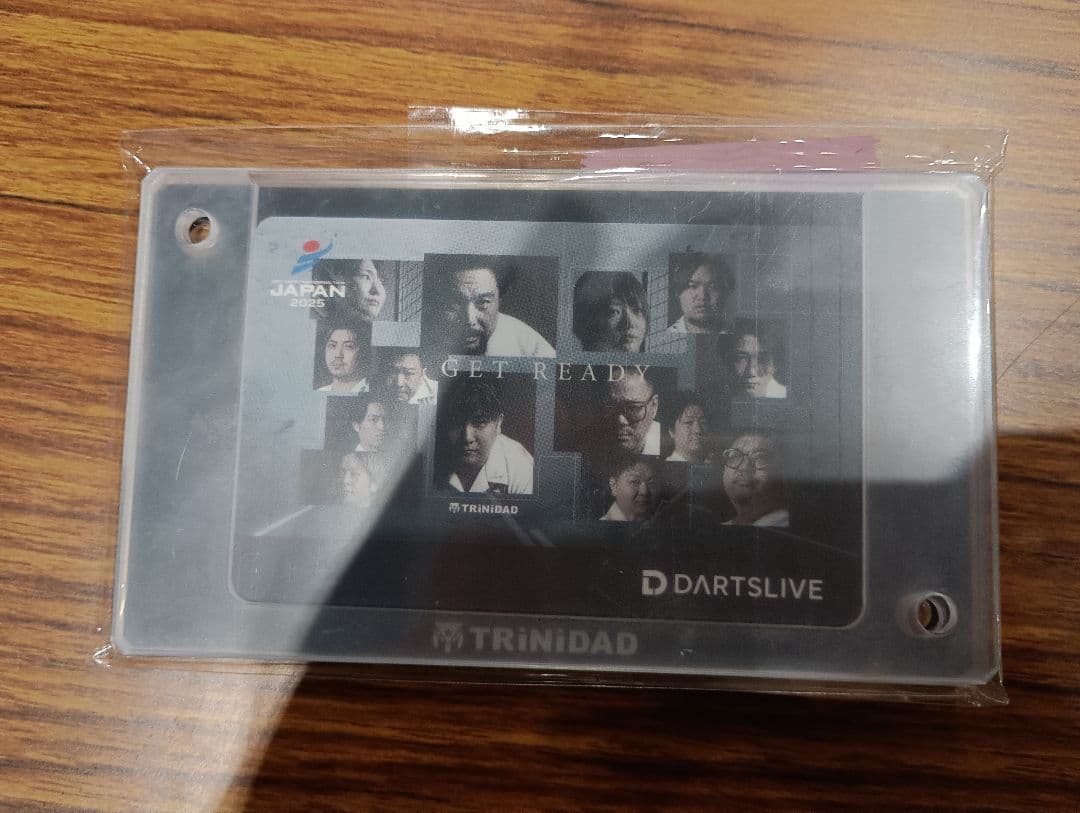 JAPAN
2025
GET READY
TRiNiDAD
DARTSLIVE
TRiNiDAD